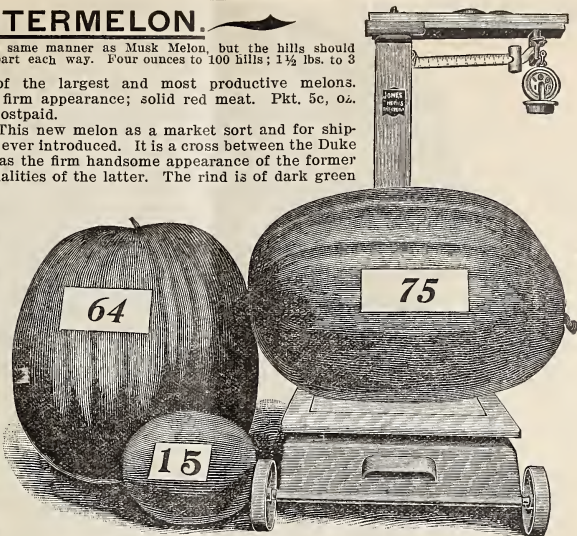 TERMELON.
same manner as Musk Melon, but the hills should
part each way. Four ounces to 100 hills; 1½ lbs. to 3
of the largest and most productive melons.
firm appearance; solid red meat. Pkt. 5c, oz.
ostpaid.
This new melon as a market sort and for ship-
ever introduced. It is a cross between the Duke
as the firm handsome appearance of the former
alities of the latter. The rind is of dark green
JONES
64
75
15